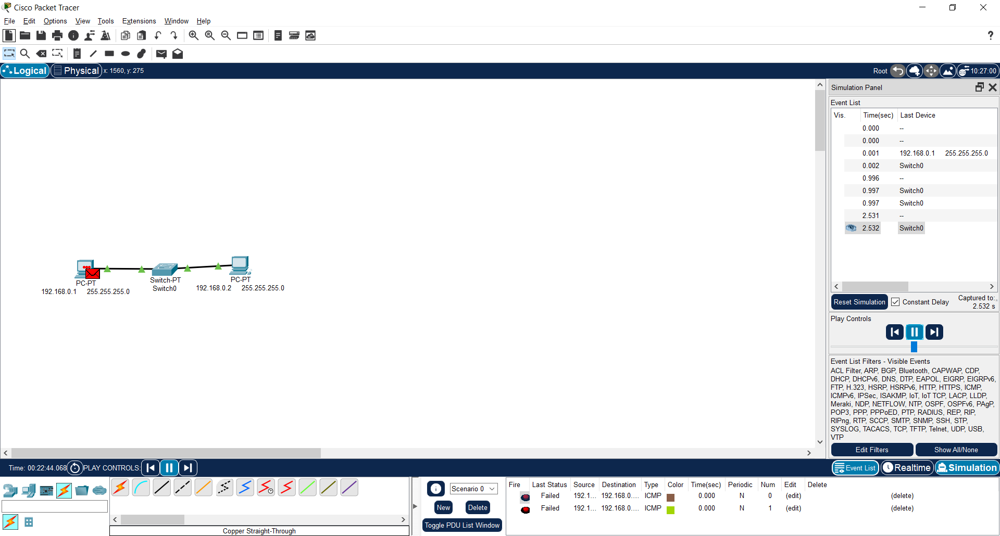 Cisco Packet Tracer
File Edit Options View Tools Extensions Window Help
?
Logical Physical x: 1560, y: 275 Root 10:27:00
Simulation Panel
Event List
Vis. Time(sec) Last Device
0.000 --
0.000 --
0.001 192.168.0.1 255.255.255.0
0.002 Switch0
0.996 --
0.997 Switch0
0.997 Switch0
2.531 --
2.532 Switch0
PC-PT
192.168.0.1 255.255.255.0
Switch-PT
Switch0
PC-PT
192.168.0.2 255.255.255.0
Reset Simulation Constant Delay Captured to:
2.532 s
Play Controls
Event List Filters - Visible Events
ACL Filter, ARP, BGP, Bluetooth, CAPWAP, CDP,
DHCP, DHCPv6, DNS, DTP, EAPOL, EIGRP, EIGRPv6,
FTP, H.323, HSRP, HSRPv6, HTTP, HTTPS, ICMP,
ICMPv6, IPSec, ISAKMP, IoT, IoT TCP, LACP, LLDP,
Meraki, NDP, NETFLOW, NTP, OSPF, OSPFv6, PAgP,
POP3, PPP, PPPoED, PTP, RADIUS, REP, RIP,
RIPng, RTP, SCCP, SMTP, SNMP, SSH, STP,
SYSLOG, TACACS, TCP, TFTP, Telnet, UDP, USB,
VTP
Edit Filters Show All/None
Time: 00:22:44.068 PLAY CONTROLS: Event List Realtime Simulation
Copper Straight-Through
Scenario 0
New Delete
Toggle PDU List Window
Fire Last Status Source Destination Type Color Time(sec) Periodic Num Edit Delete
Failed 192.1... 192.168.0.... ICMP 0.000 N 0 (edit) (delete)
Failed 192.1... 192.168.0.... ICMP 0.000 N 1 (edit) (delete)